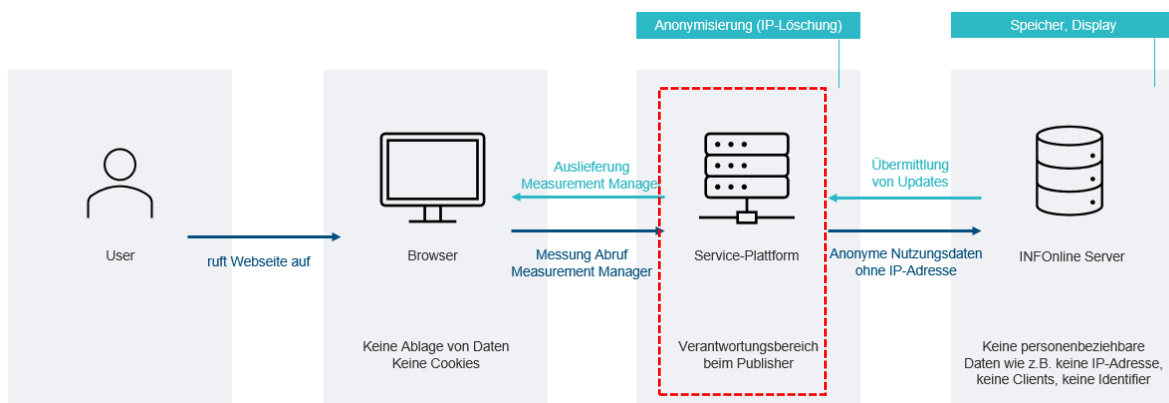 Anonymisierung (IP-Löschung)
Speicher, Display
Auslieferung
Measurement Manager
Übermittlung
von Updates
User
ruft Webseite auf
Browser
Messung Abruf
Measurement Manager
Service-Plattform
Anonyme Nutzungsdaten
ohne IP-Adresse
INFOnline Server
Keine Ablage von Daten
Keine Cookies
Verantwortungsbereich
beim Publisher
Keine personenbeziehbare
Daten wie z.B. keine IP-Adresse,
keine Clients, keine Identifier